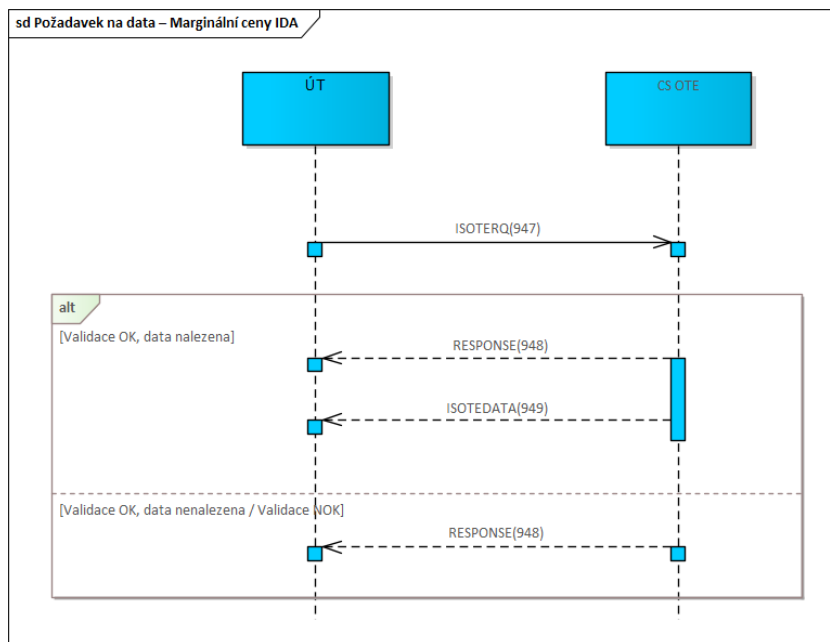 sd Požadavek na data – Marginální ceny IDA
ÚT
CS OTE
ISOTERQ(947)
alt
[Validace OK, data nalezena]
RESPONSE(948)
ISOTEDATA(949)
[Validace OK, data nenalezena / Validace NOK]
RESPONSE(948)